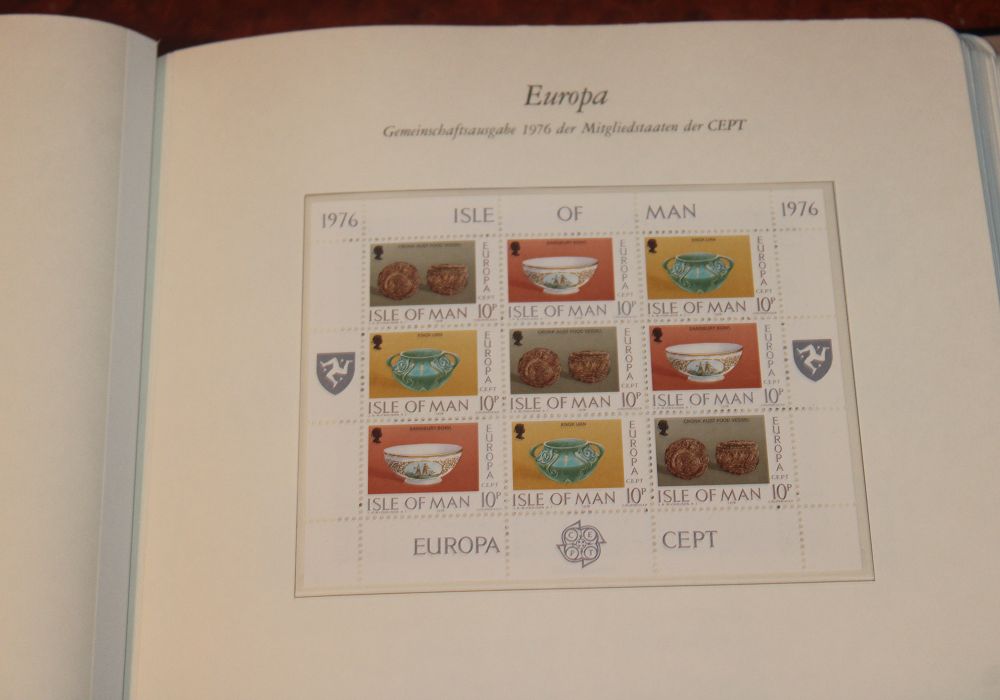 Europa
Gemeinschaftsausgabe 1976 der Mitgliedstaaten der CEPT
1976 ISLE OF MAN 1976
CRONK AUST FOOD VESSEL EUROPA CEPT
ISLE OF MAN 10P
SANSBURY BOWL EUROPA CEPT
ISLE OF MAN 10P
KNOX URN EUROPA CEPT
ISLE OF MAN 10P
KNOX URN EUROPA CEPT
ISLE OF MAN 10P
CRONK AUST FOOD VESSEL EUROPA CEPT
ISLE OF MAN 10P
SANSBURY BOWL EUROPA CEPT
ISLE OF MAN 10P
SANSBURY BOWL EUROPA CEPT
ISLE OF MAN 10P
KNOX URN EUROPA CEPT
ISLE OF MAN 10P
CRONK AUST FOOD VESSEL EUROPA CEPT
ISLE OF MAN 10P
EUROPA CEPT CEPT